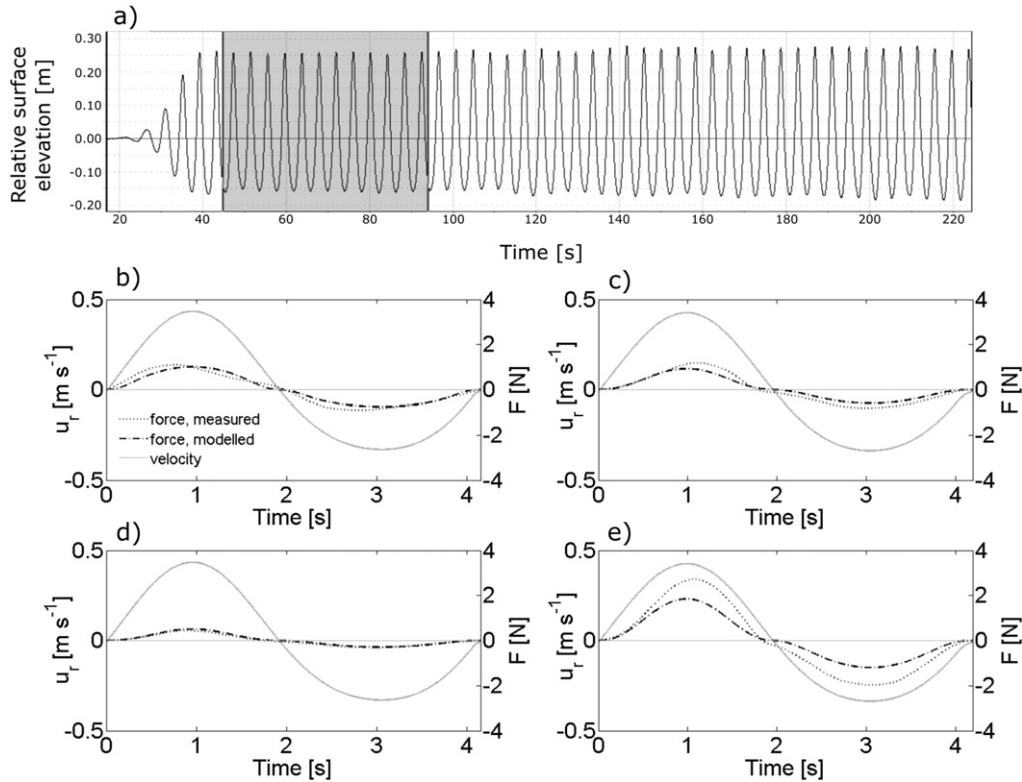 a)
Relative surface
elevation [m]
0.30
0.20
0.10
0.00
-0.10
-0.20
20 40 60 80 100 120 140 160 180 200 220
Time [s]
b)
u_r [m s⁻¹]
0.5
0
-0.5
F [N]
4
2
0
-2
-4
force, measured
force, modelled
velocity
0 1 2 3 4
Time [s]
c)
u_r [m s⁻¹]
0.5
0
-0.5
F [N]
4
2
0
-2
-4
0 1 2 3 4
Time [s]
d)
u_r [m s⁻¹]
0.5
0
-0.5
F [N]
4
2
0
-2
-4
0 1 2 3 4
Time [s]
e)
u_r [m s⁻¹]
0.5
0
-0.5
F [N]
4
2
0
-2
-4
0 1 2 3 4
Time [s]